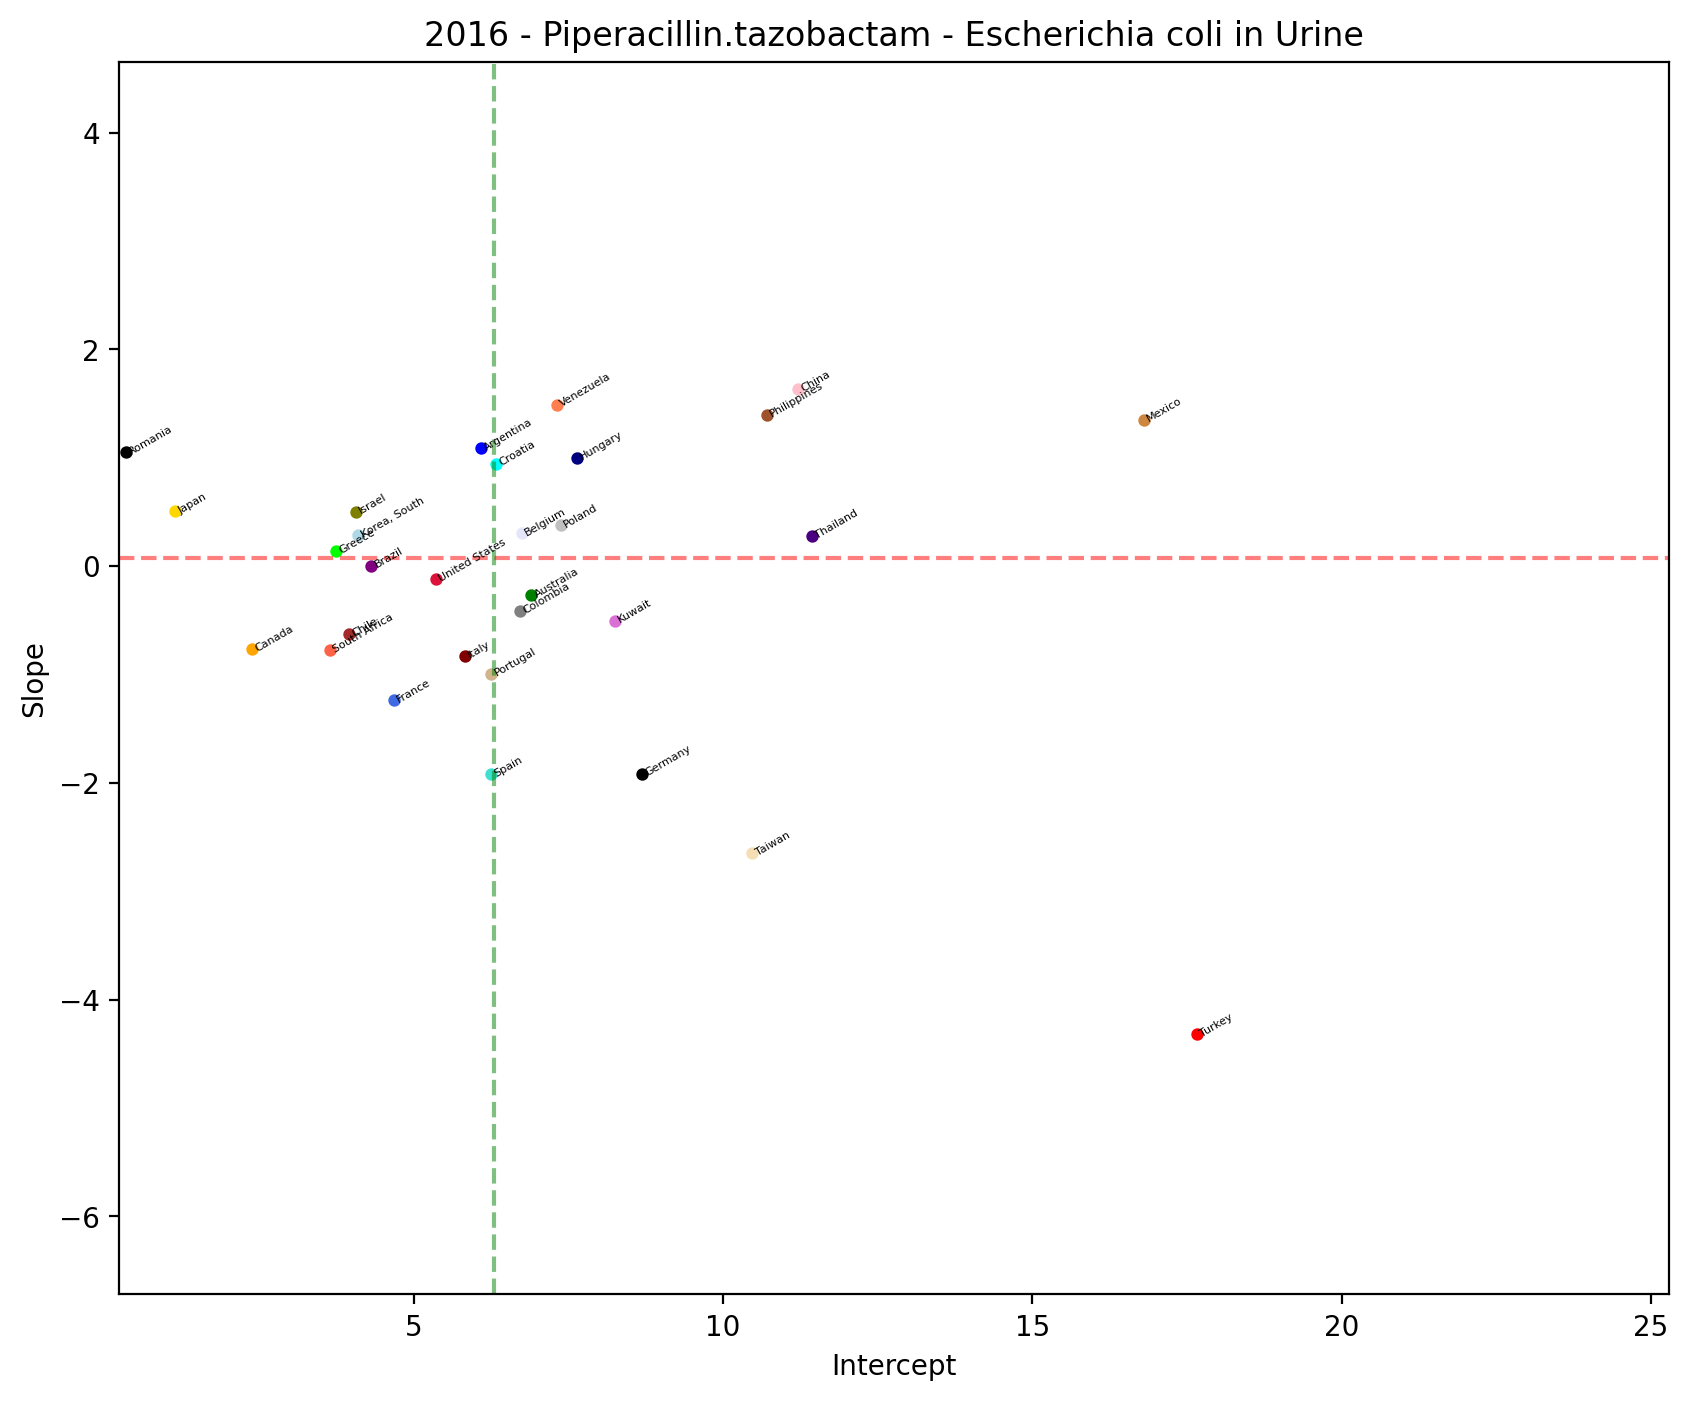 2016 - Piperacillin.tazobactam - Escherichia coli in Urine
4
2
0
−2
−4
−6
Slope
China
Venezuela
Philippines
Mexico
Romania
Argentina
Croatia
Hungary
Japan
Israel
Korea, South
Belgium
Poland
Thailand
Greece
Brazil
United States
Australia
Colombia
Kuwait
Chile
South Africa
Canada
Italy
Portugal
France
Spain
Germany
Taiwan
Turkey
5
10
15
20
25
Intercept